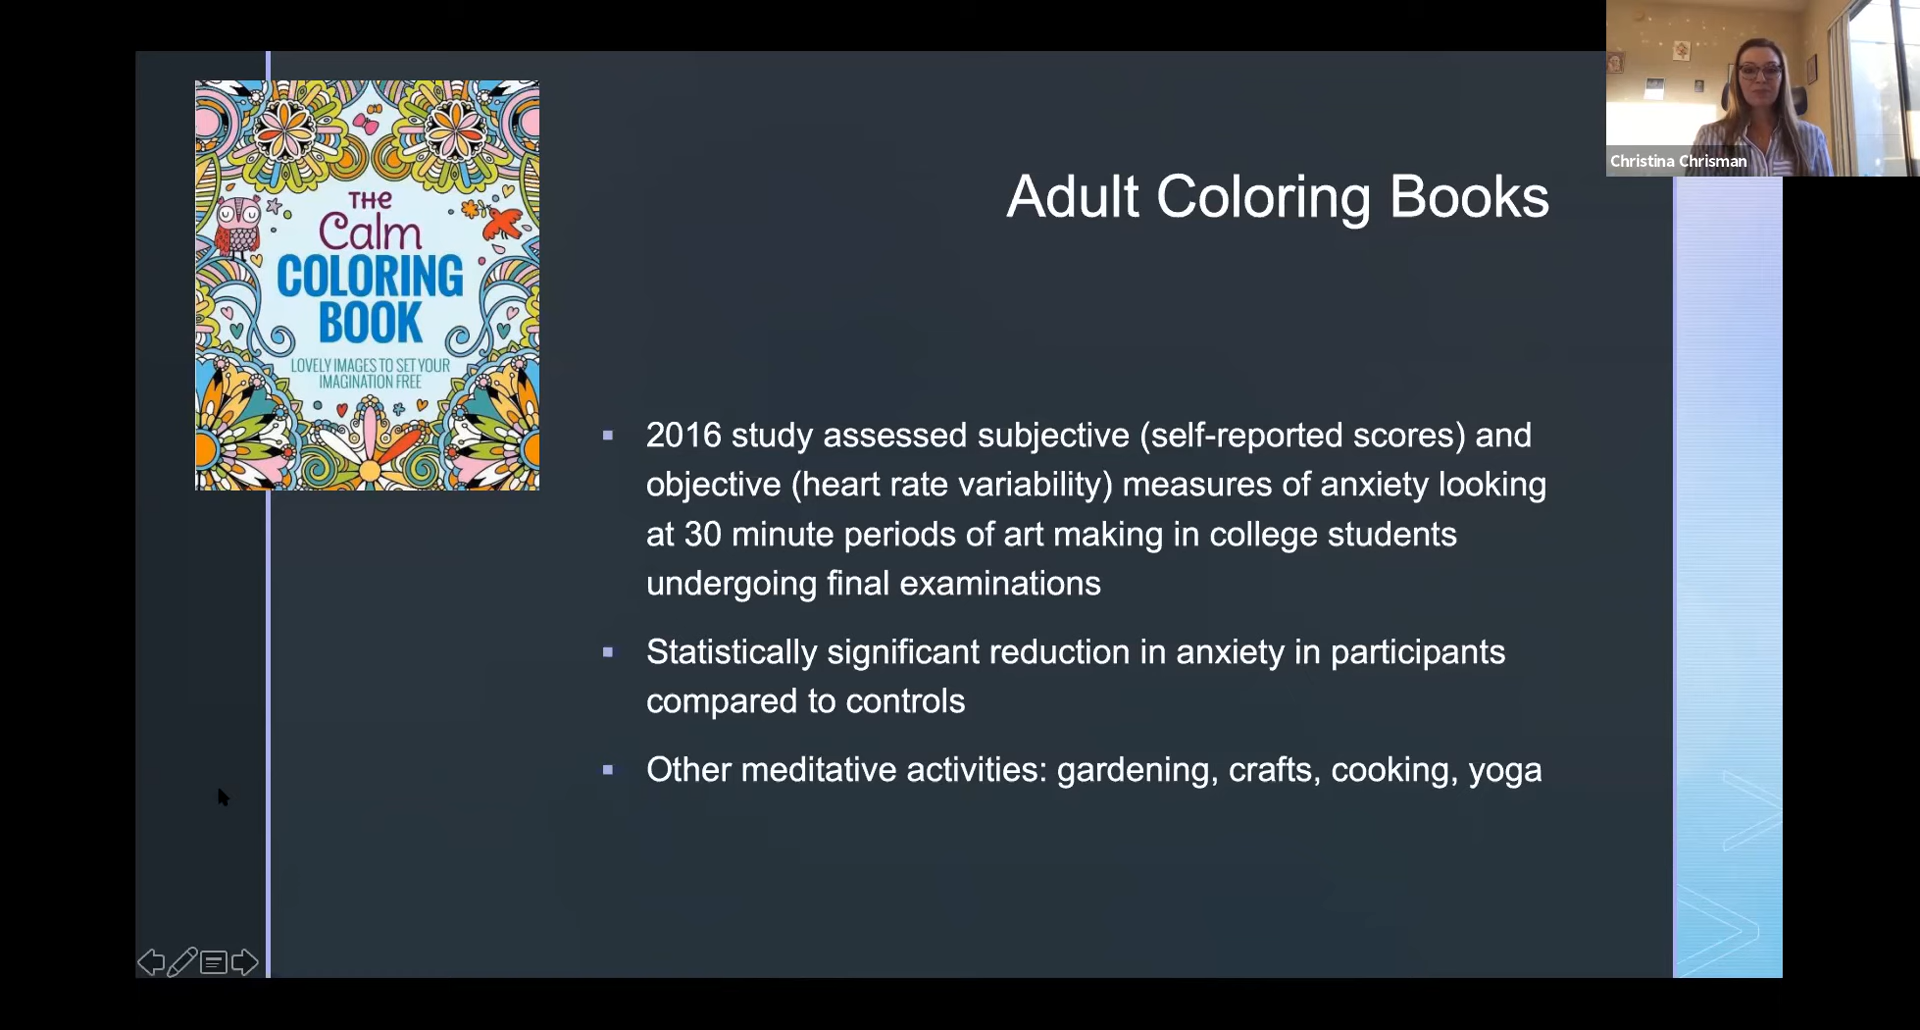 Christina Chrisman
THE
Calm
COLORING
BOOK
LOVELY IMAGES TO SET YOUR
IMAGINATION FREE
Adult Coloring Books
▪ 2016 study assessed subjective (self-reported scores) and
objective (heart rate variability) measures of anxiety looking
at 30 minute periods of art making in college students
undergoing final examinations
▪ Statistically significant reduction in anxiety in participants
compared to controls
▪ Other meditative activities: gardening, crafts, cooking, yoga